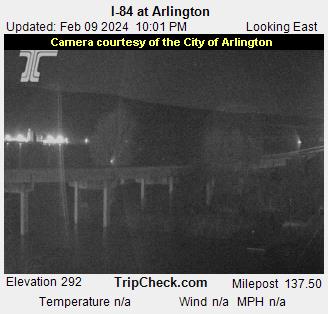 I-84 at Arlington
Updated: Feb 09 2024 10:01 PM Looking East
Camera courtesy of the City of Arlington
Elevation 292 TripCheck.com Milepost 137.50
Temperature n/a Wind n/a MPH n/a